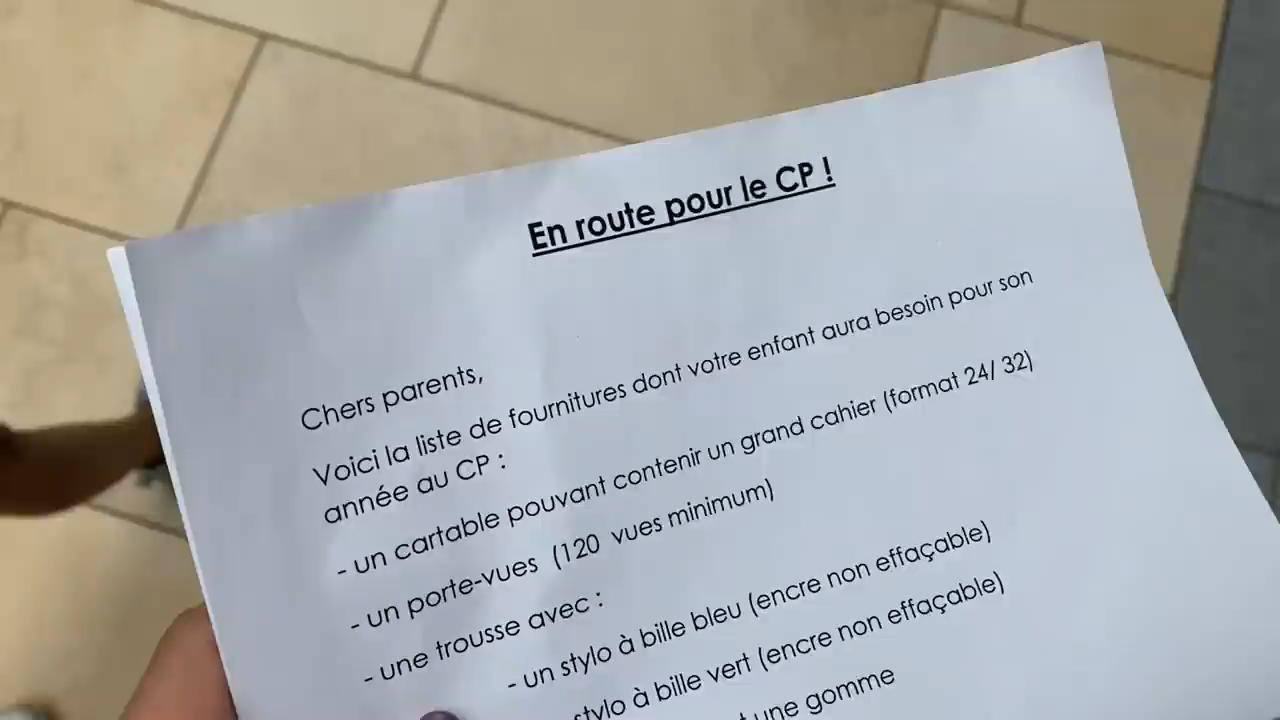 En route pour le CP !
Chers parents,
Voici la liste de fournitures dont votre enfant aura besoin pour son
année au CP :
- un cartable pouvant contenir un grand cahier (format 24/ 32)
- un porte-vues (120 vues minimum)
- une trousse avec :
- un stylo à bille bleu (encre non effaçable)
stylo à bille vert (encre non effaçable)
une gomme